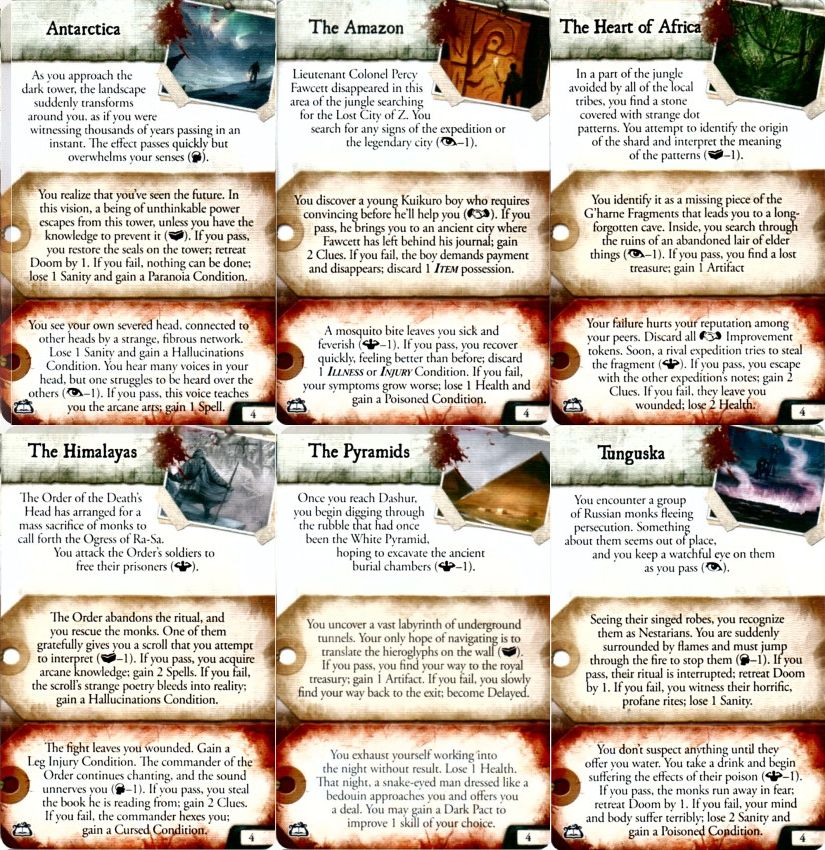 Antarctica
As you approach the
dark tower, the landscape
suddenly transforms
around you, as if you were
witnessing thousands of years passing in an
instant. The effect passes quickly but
overwhelms your senses ( ).
You realize that you've seen the future. In
this vision, a being of unthinkable power
escapes from this tower, unless you have the
knowledge to prevent it ( ). If you pass,
you restore the seals on the tower; retreat
Doom by 1. If you fail, nothing can be done;
lose 1 Sanity and gain a Paranoia Condition.
You see your own severed head, connected to
other heads by a strange, fibrous network.
Lose 1 Sanity and gain a Hallucinations
Condition. You hear many voices in your
head, but one struggles to be heard over the
others ( –1). If you pass, this voice teaches
you the arcane arts; gain 1 Spell.
4
The Amazon
Lieutenant Colonel Percy
Fawcett disappeared in this
area of the jungle searching
for the Lost City of Z. You
search for any signs of the expedition or
the legendary city ( –1).
You discover a young Kuikuro boy who requires
convincing before he'll help you ( ). If you
pass, he brings you to an ancient city where
Fawcett has left behind his journal; gain
2 Clues. If you fail, the boy demands payment
and disappears; discard 1 ITEM possession.
A mosquito bite leaves you sick and
feverish ( –1). If you pass, you recover
quickly, feeling better than before; discard
1 ILLNESS or INJURY Condition. If you fail,
your symptoms grow worse; lose 1 Health and
gain a Poisoned Condition.
4
The Heart of Africa
In a part of the jungle
avoided by all of the local
tribes, you find a stone
covered with strange dot
patterns. You attempt to identify the origin
of the shard and interpret the meaning
of the patterns ( –1).
You identify it as a missing piece of the
G'harne Fragments that leads you to a long-
forgotten cave. Inside, you search through
the ruins of an abandoned lair of elder
things ( –1). If you pass, you find a lost
treasure; gain 1 Artifact
Your failure hurts your reputation among
your peers. Discard all Improvement
tokens. Soon, a rival expedition tries to steal
the fragment ( ). If you pass, you escape
with the other expedition's notes; gain 2
Clues. If you fail, they leave you
wounded; lose 2 Health.
4
The Himalayas
The Order of the Death's
Head has arranged for a
mass sacrifice of monks to
call forth the Ogress of Ra-Sa.
You attack the Order's soldiers to
free their prisoners ( ).
The Order abandons the ritual, and
you rescue the monks. One of them
gratefully gives you a scroll that you attempt
to interpret ( –1). If you pass, you acquire
arcane knowledge; gain 2 Spells. If you fail,
the scroll's strange poetry bleeds into reality;
gain a Hallucinations Condition.
The fight leaves you wounded. Gain a
Leg Injury Condition. The commander of the
Order continues chanting, and the sound
unnerves you ( –1). If you pass, you steal
the book he is reading from; gain 2 Clues.
If you fail, the commander hexes you;
gain a Cursed Condition.
4
The Pyramids
Once you reach Dashur,
you begin digging through
the rubble that had once
been the White Pyramid,
hoping to excavate the ancient
burial chambers ( –1).
You uncover a vast labyrinth of underground
tunnels. Your only hope of navigating is to
translate the hieroglyphs on the wall ( ).
If you pass, you find your way to the royal
treasury; gain 1 Artifact. If you fail, you slowly
find your way back to the exit; become Delayed.
You exhaust yourself working into
the night without result. Lose 1 Health.
That night, a snake-eyed man dressed like a
bedouin approaches you and offers you
a deal. You may gain a Dark Pact to
improve 1 skill of your choice.
4
Tunguska
You encounter a group
of Russian monks fleeing
persecution. Something
about them seems out of place,
and you keep a watchful eye on them
as you pass ( ).
Seeing their singed robes, you recognize
them as Nestarians. You are suddenly
surrounded by flames and must jump
through the fire to stop them ( –1). If you
pass, their ritual is interrupted; retreat Doom
by 1. If you fail, you witness their horrific,
profane rites; lose 1 Sanity.
You don't suspect anything until they
offer you water. You take a drink and begin
suffering the effects of their poison ( –1).
If you pass, the monks run away in fear;
retreat Doom by 1. If you fail, your mind
and body suffer terribly; lose 2 Sanity and
gain a Poisoned Condition.
4